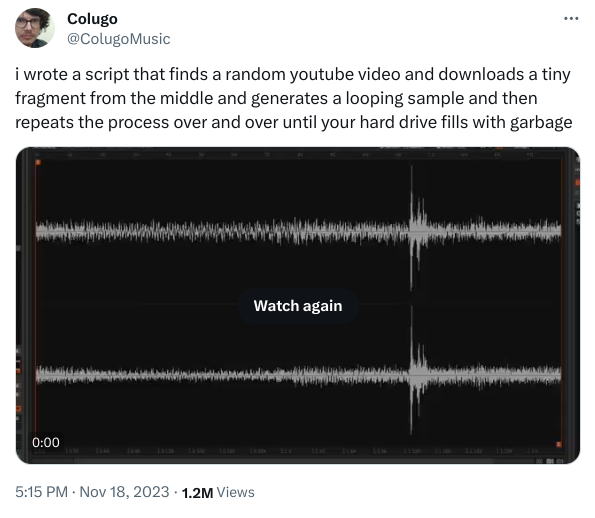 Colugo
@ColugoMusic
i wrote a script that finds a random youtube video and downloads a tiny
fragment from the middle and generates a looping sample and then
repeats the process over and over until your hard drive fills with garbage
Watch again
0:00
5:15 PM · Nov 18, 2023 · 1.2M Views